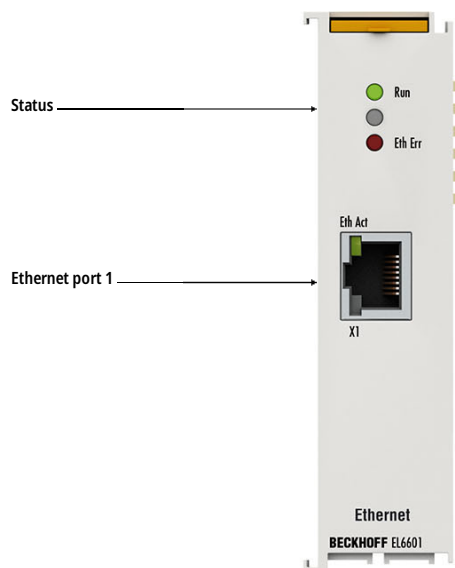 Run
Status
Eth Err
Eth Act
Ethernet port 1
X1
Ethernet
BECKHOFF EL6601